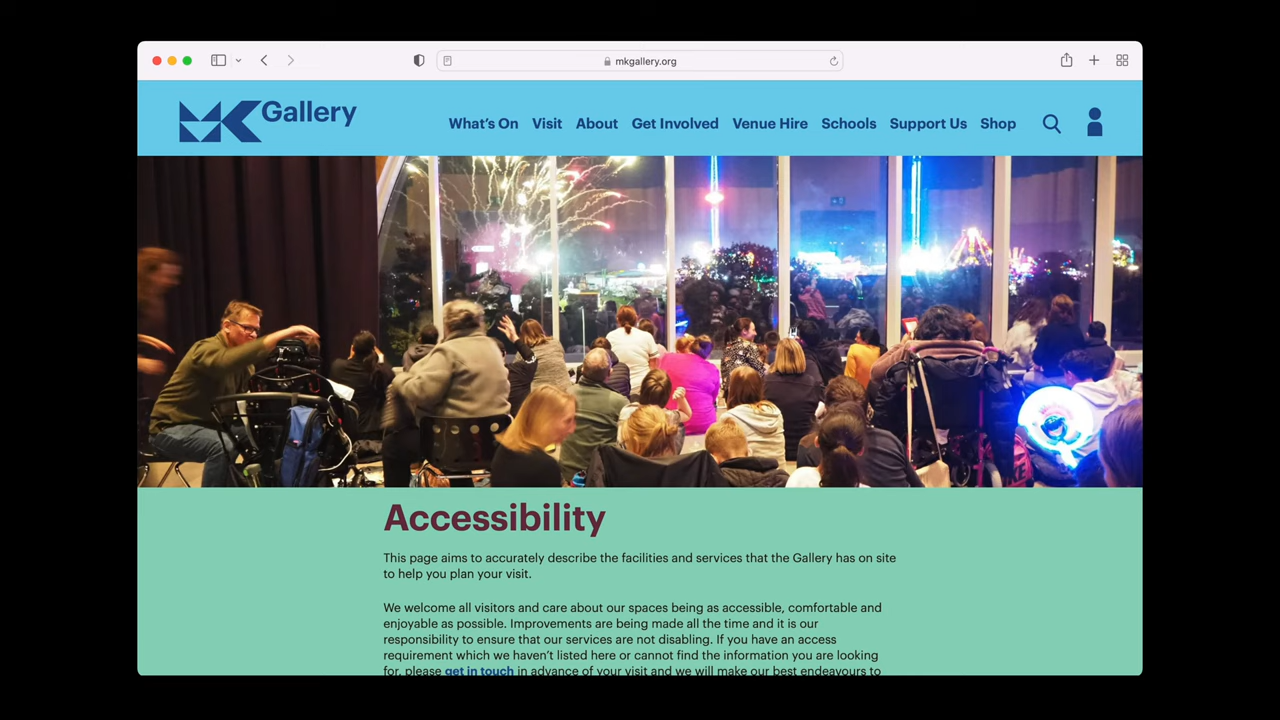 mkgallery.org
MK Gallery
What's On Visit About Get Involved Venue Hire Schools Support Us Shop
Accessibility
This page aims to accurately describe the facilities and services that the Gallery has on site
to help you plan your visit.
We welcome all visitors and care about our spaces being as accessible, comfortable and
enjoyable as possible. Improvements are being made all the time and it is our
responsibility to ensure that our services are not disabling. If you have an access
requirement which we haven't listed here or cannot find the information you are looking
for, please get in touch in advance of your visit and we will make our best endeavours to